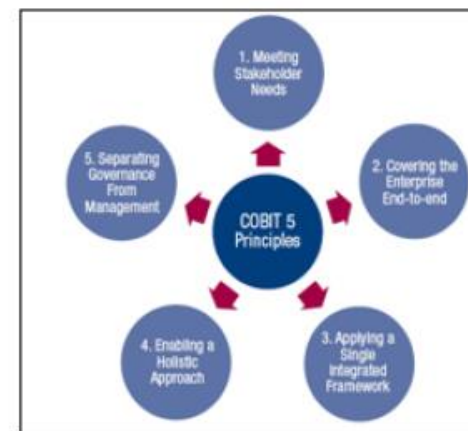 1. Meeting
Stakeholder
Needs
2. Covering the
Enterprise
End-to-end
3. Applying a
Single
Integrated
Framework
4. Enabling a
Holistic
Approach
5. Separating
Governance
From
Management
COBIT 5
Principles